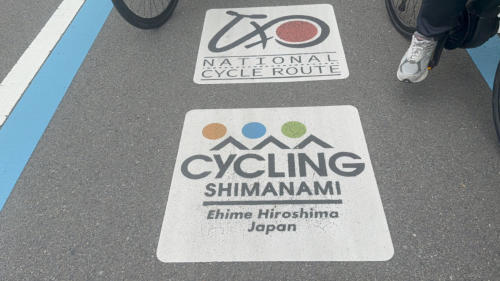 NATIONAL
CYCLE ROUTE
CYCLING
SHIMANAMI
Ehime Hiroshima
Japan